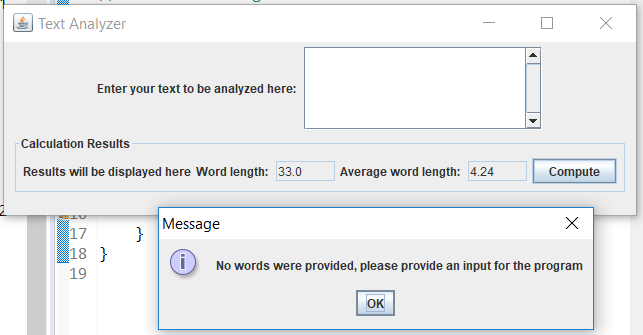 Text Analyzer
Enter your text to be analyzed here:
Calculation Results
Results will be displayed here Word length: 33.0 Average word length: 4.24 Compute
2
16
Message
17 }
No words were provided, please provide an input for the program
18 }
19
OK